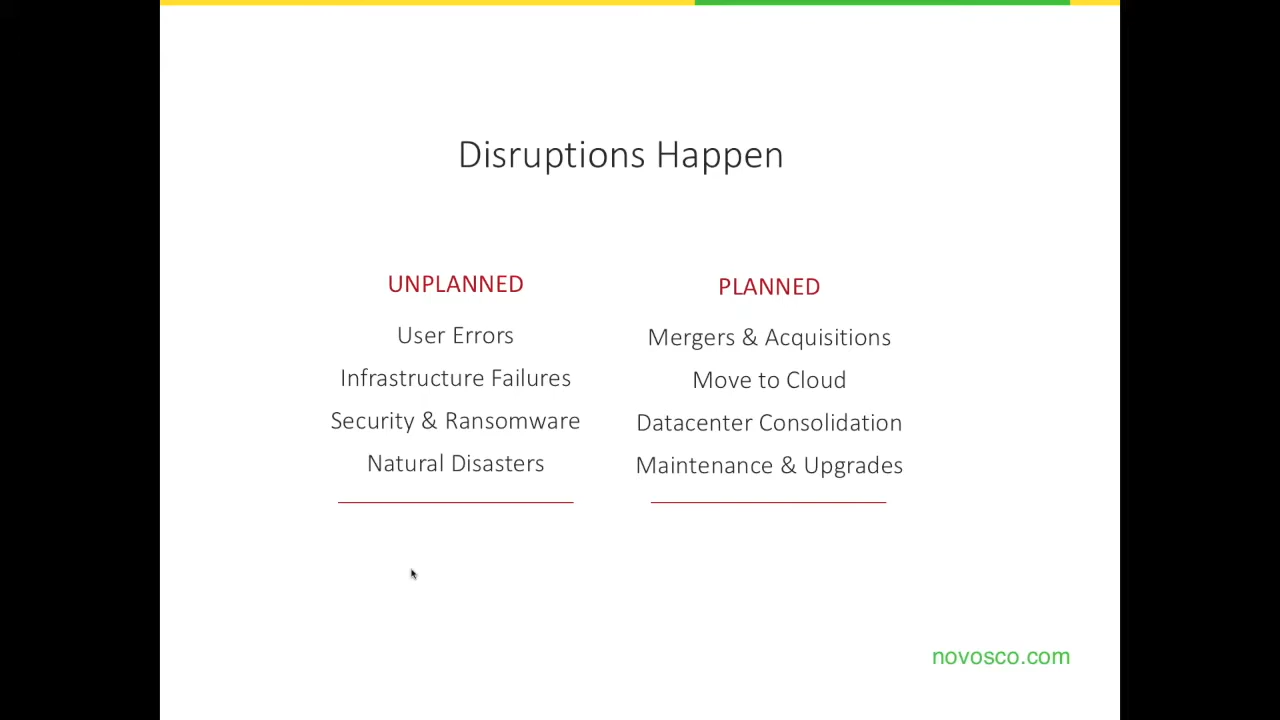 Disruptions Happen
UNPLANNED
User Errors
Infrastructure Failures
Security & Ransomware
Natural Disasters
PLANNED
Mergers & Acquisitions
Move to Cloud
Datacenter Consolidation
Maintenance & Upgrades
novosco.com